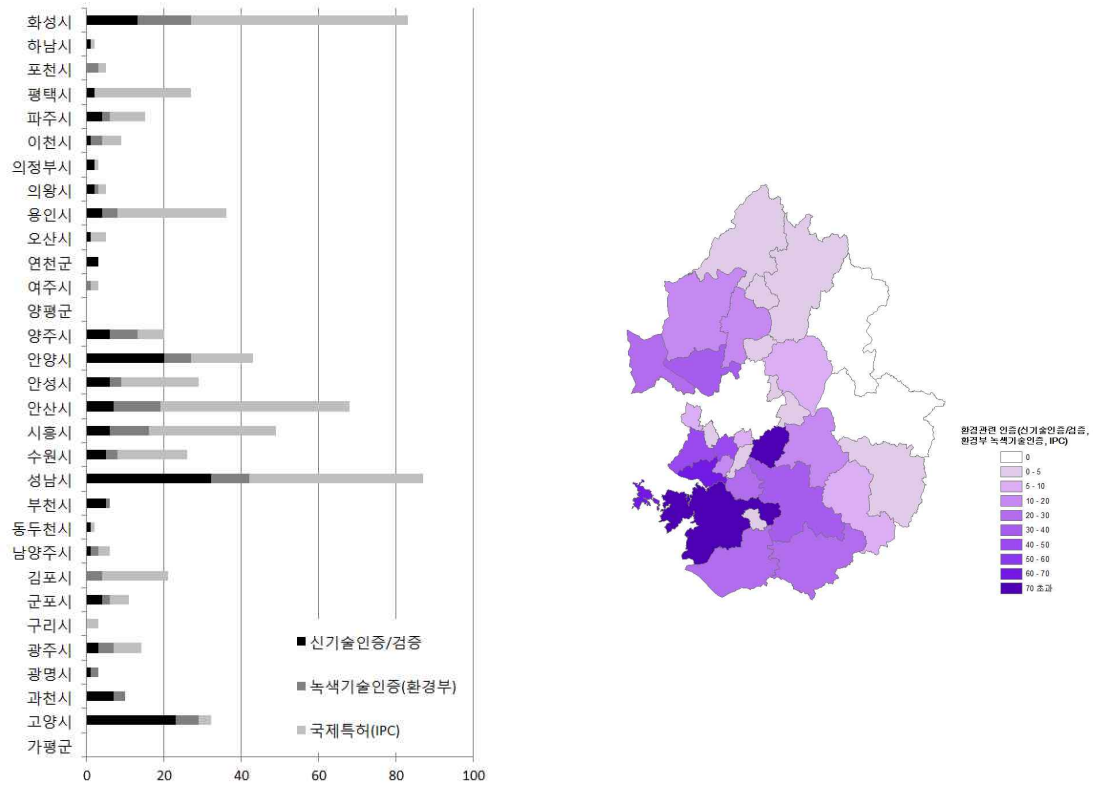 화성시
하남시
포천시
평택시
파주시
이천시
의정부시
의왕시
용인시
오산시
연천군
여주시
양평군
양주시
안양시
안성시
안산시
시흥시
수원시
성남시
부천시
동두천시
남양주시
김포시
군포시
구리시
광주시
광명시
과천시
고양시
가평군
0 20 40 60 80 100
신기술인증/검증
녹색기술인증(환경부)
국제특허(IPC)
환경관련 인증(신기술인증/검증,
환경부 녹색기술인증, IPC)
0
0 - 5
5 - 10
10 - 20
20 - 30
30 - 40
40 - 50
50 - 60
60 - 70
70 초과